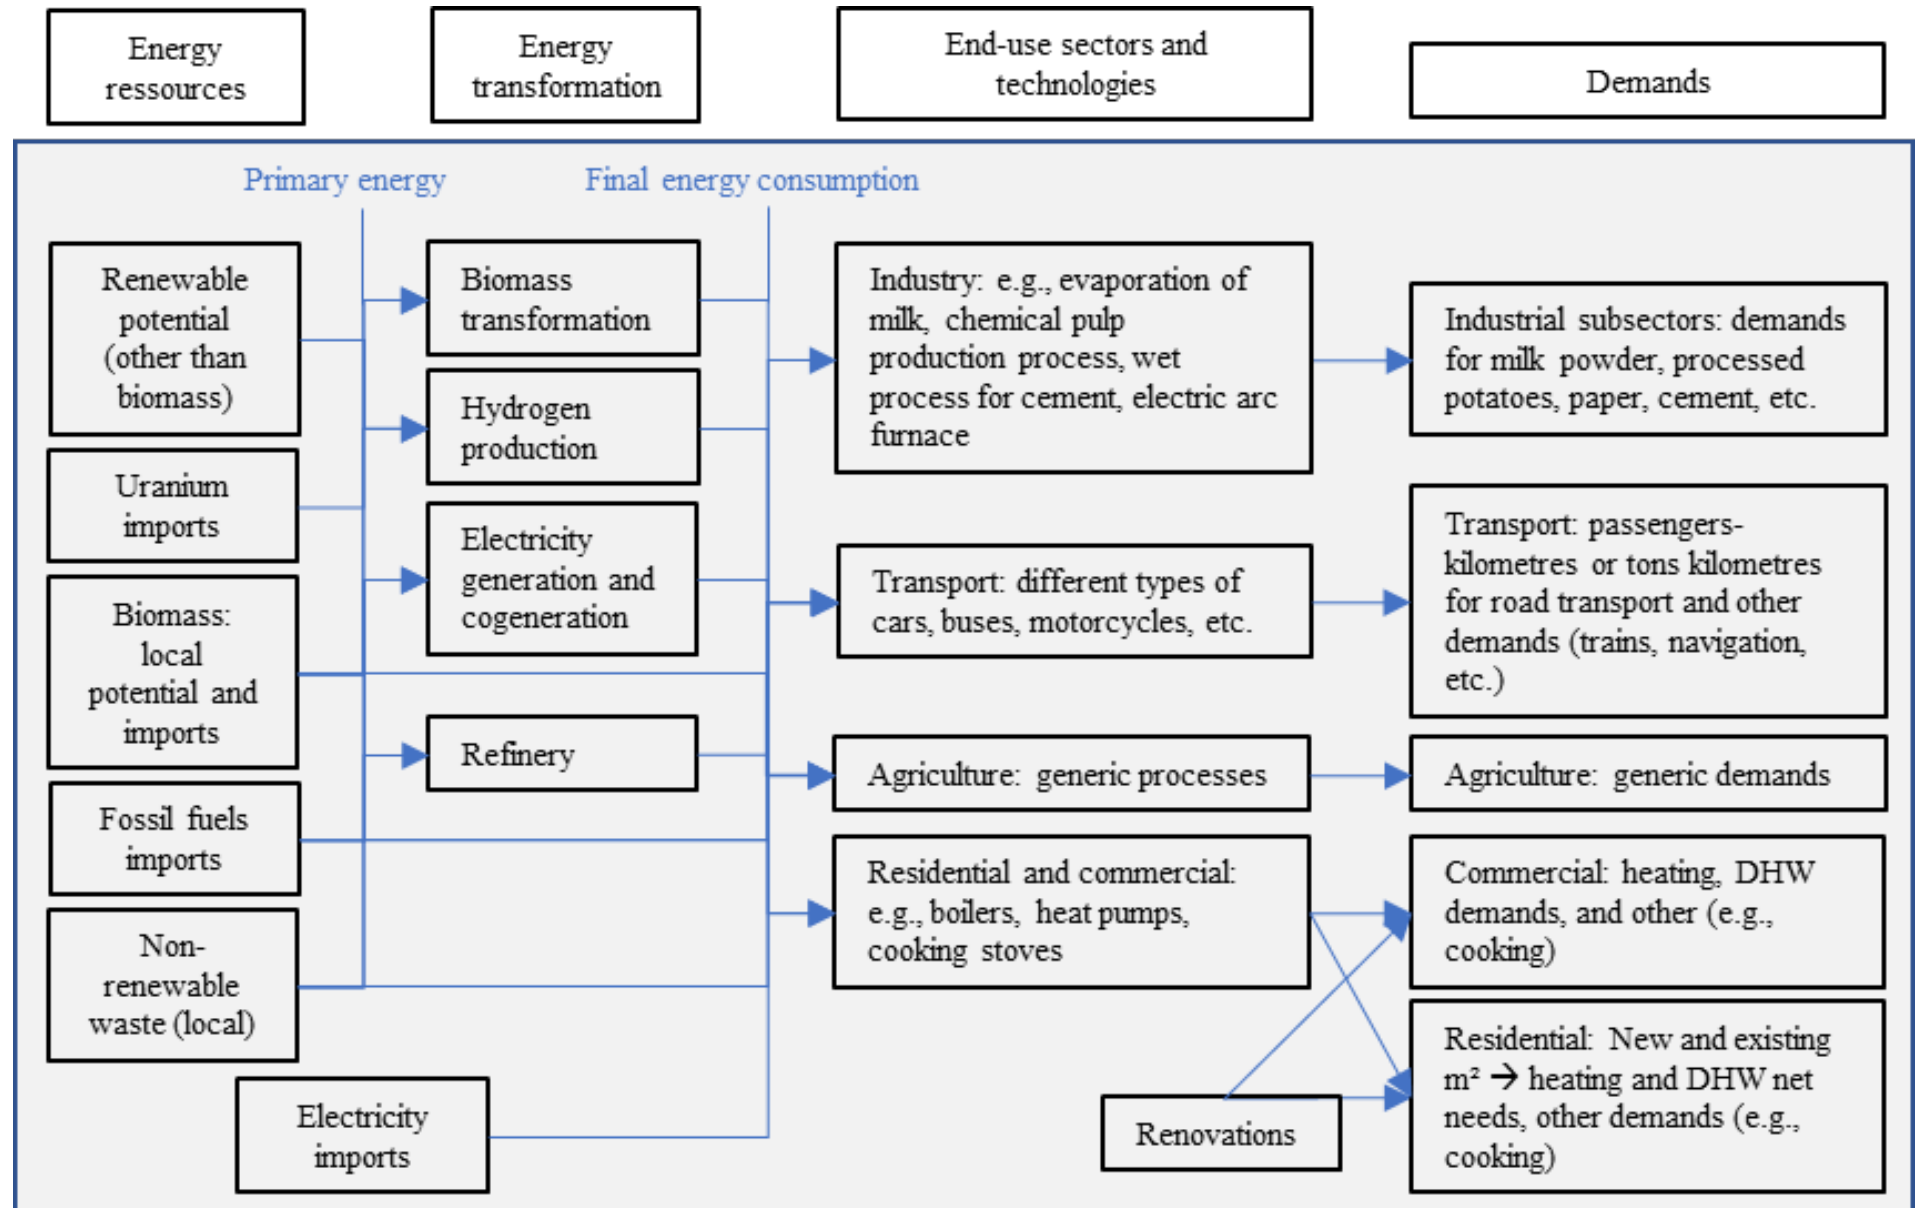 Energy
ressources
Energy
transformation
End-use sectors and
technologies
Demands
Primary energy
Final energy consumption
Renewable
potential
(other than
biomass)
Uranium
imports
Biomass:
local
potential and
imports
Fossil fuels
imports
Non-
renewable
waste (local)
Electricity
imports
Biomass
transformation
Hydrogen
production
Electricity
generation and
cogeneration
Refinery
Industry: e.g., evaporation of
milk, chemical pulp
production process, wet
process for cement, electric arc
furnace
Transport: different types of
cars, buses, motorcycles, etc.
Agriculture: generic processes
Residential and commercial:
e.g., boilers, heat pumps,
cooking stoves
Renovations
Industrial subsectors: demands
for milk powder, processed
potatoes, paper, cement, etc.
Transport: passengers-
kilometres or tons kilometres
for road transport and other
demands (trains, navigation,
etc.)
Agriculture: generic demands
Commercial: heating, DHW
demands, and other (e.g.,
cooking)
Residential: New and existing
m² → heating and DHW net
needs, other demands (e.g.,
cooking)